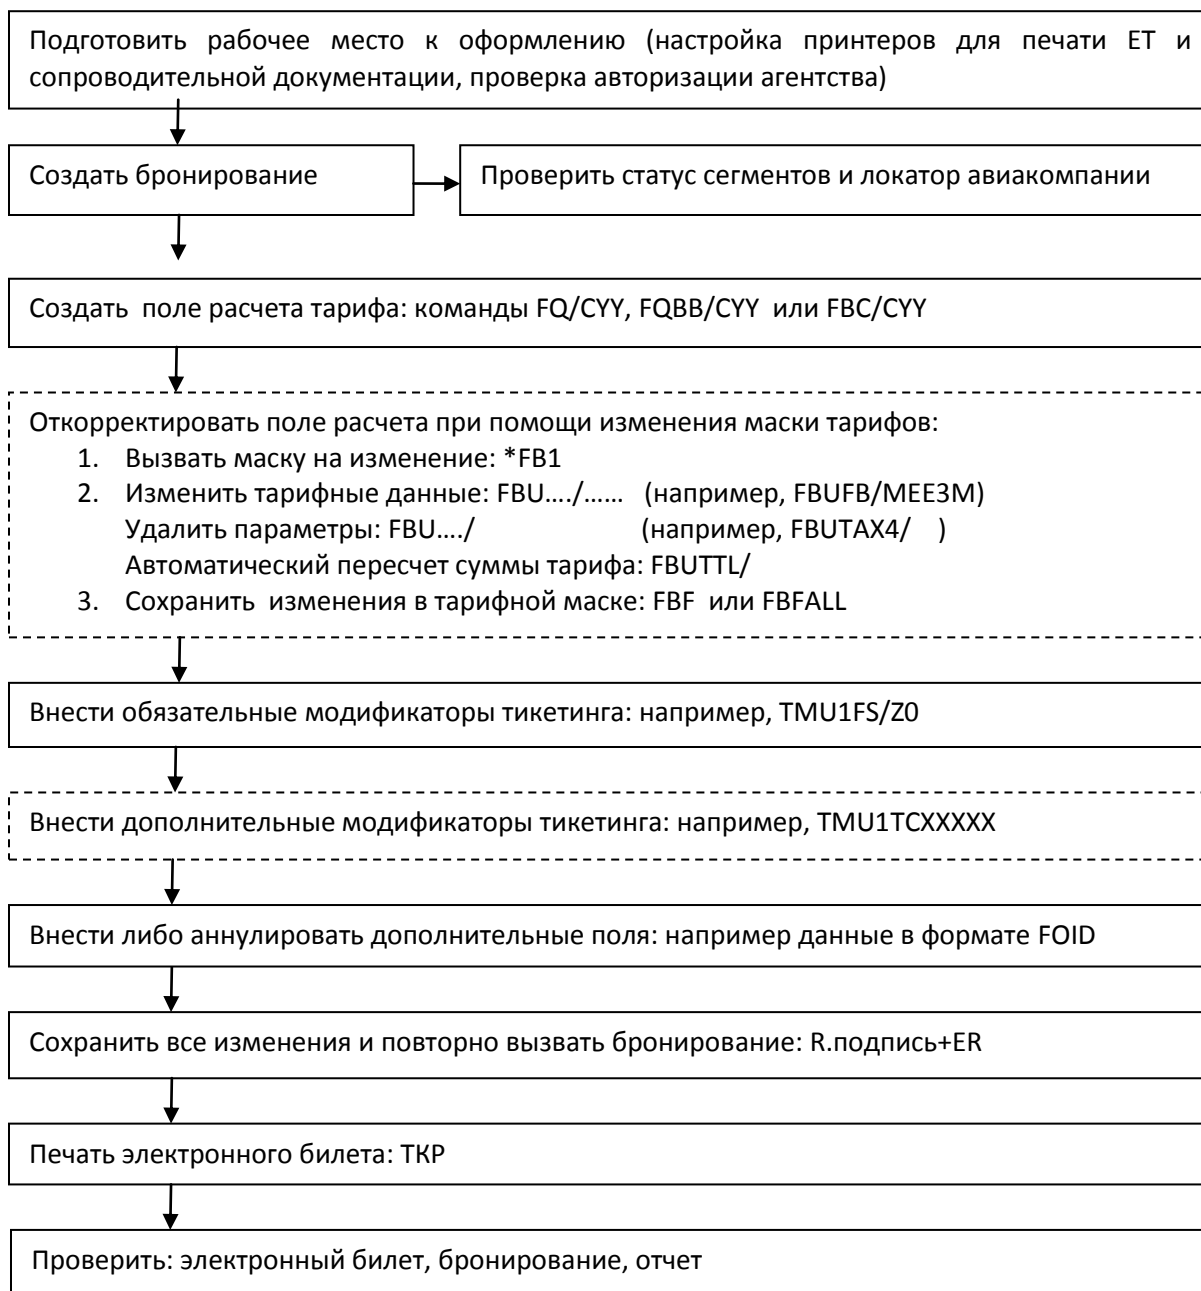 Подготовить рабочее место к оформлению (настройка принтеров для печати ET и
сопроводительной документации, проверка авторизации агентства)
Создать бронирование
Проверить статус сегментов и локатор авиакомпании
Создать поле расчета тарифа: команды FQ/CYY, FQBB/CYY или FBC/CYY
Откорректировать поле расчета при помощи изменения маски тарифов:
1. Вызвать маску на изменение: *FB1
2. Изменить тарифные данные: FBU…./…… (например, FBUFB/MEE3M)
Удалить параметры: FBU…./ (например, FBUTAX4/ )
Автоматический пересчет суммы тарифа: FBUTTL/
3. Сохранить изменения в тарифной маске: FBF или FBFALL
Внести обязательные модификаторы тикетинга: например, TMU1FS/Z0
Внести дополнительные модификаторы тикетинга: например, TMU1TCXXXXX
Внести либо аннулировать дополнительные поля: например данные в формате FOID
Сохранить все изменения и повторно вызвать бронирование: R.подпись+ER
Печать электронного билета: TKP
Проверить: электронный билет, бронирование, отчет